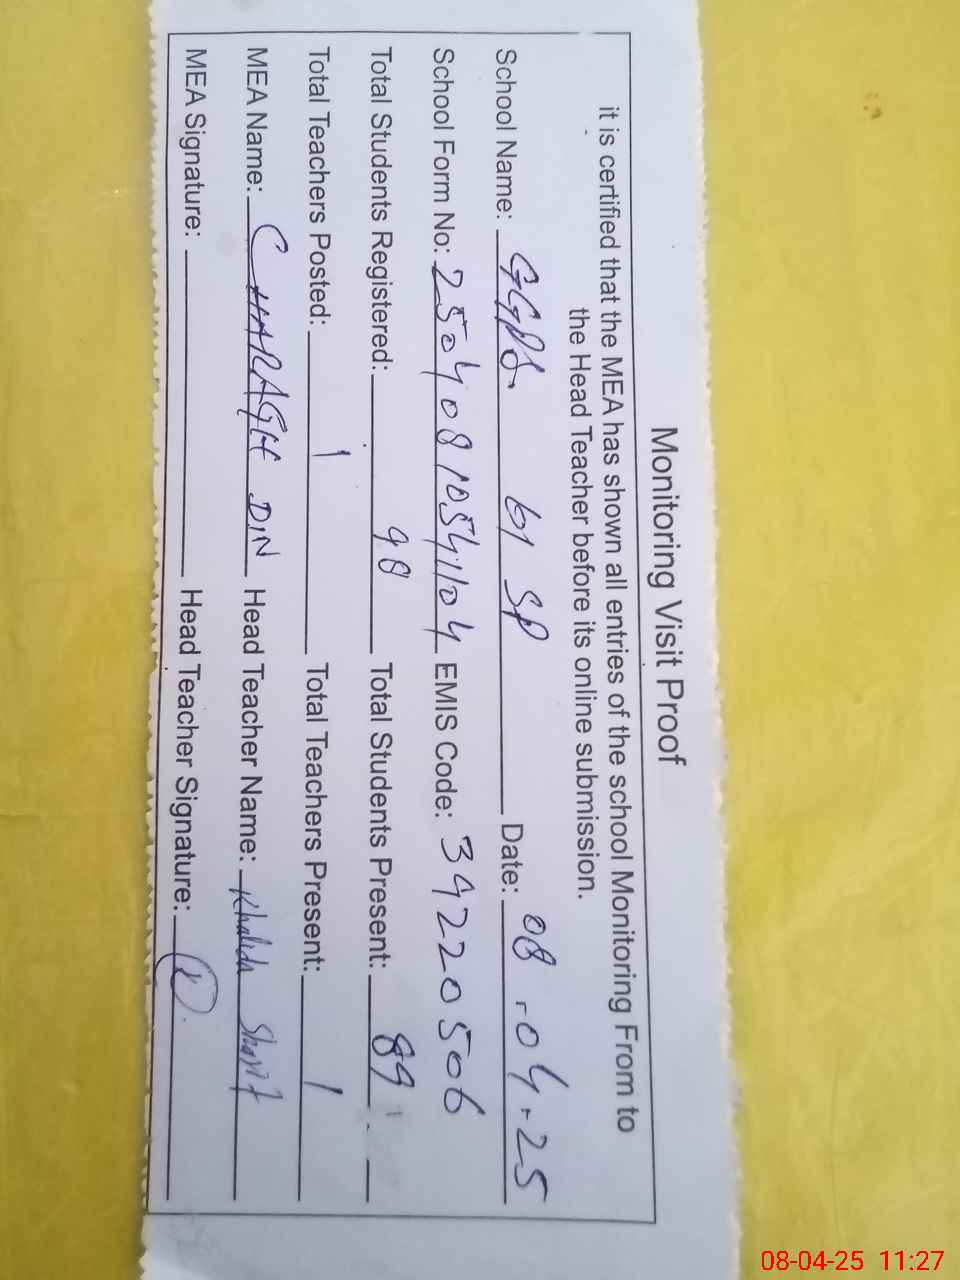 Monitoring Visit Proof
it is certified that the MEA has shown all entries of the school Monitoring From to
the Head Teacher before its online submission.
School Name: GGPS. 61 SP Date: 08-04-25
School Form No: 25040810541104 EMIS Code: 39220506
Total Students Registered: 98 Total Students Present: 89
Total Teachers Posted: 1 Total Teachers Present: 1
MEA Name: CHARAGH DIN Head Teacher Name: Khalida Sharif
MEA Signature: Head Teacher Signature:
08-04-25 11:27